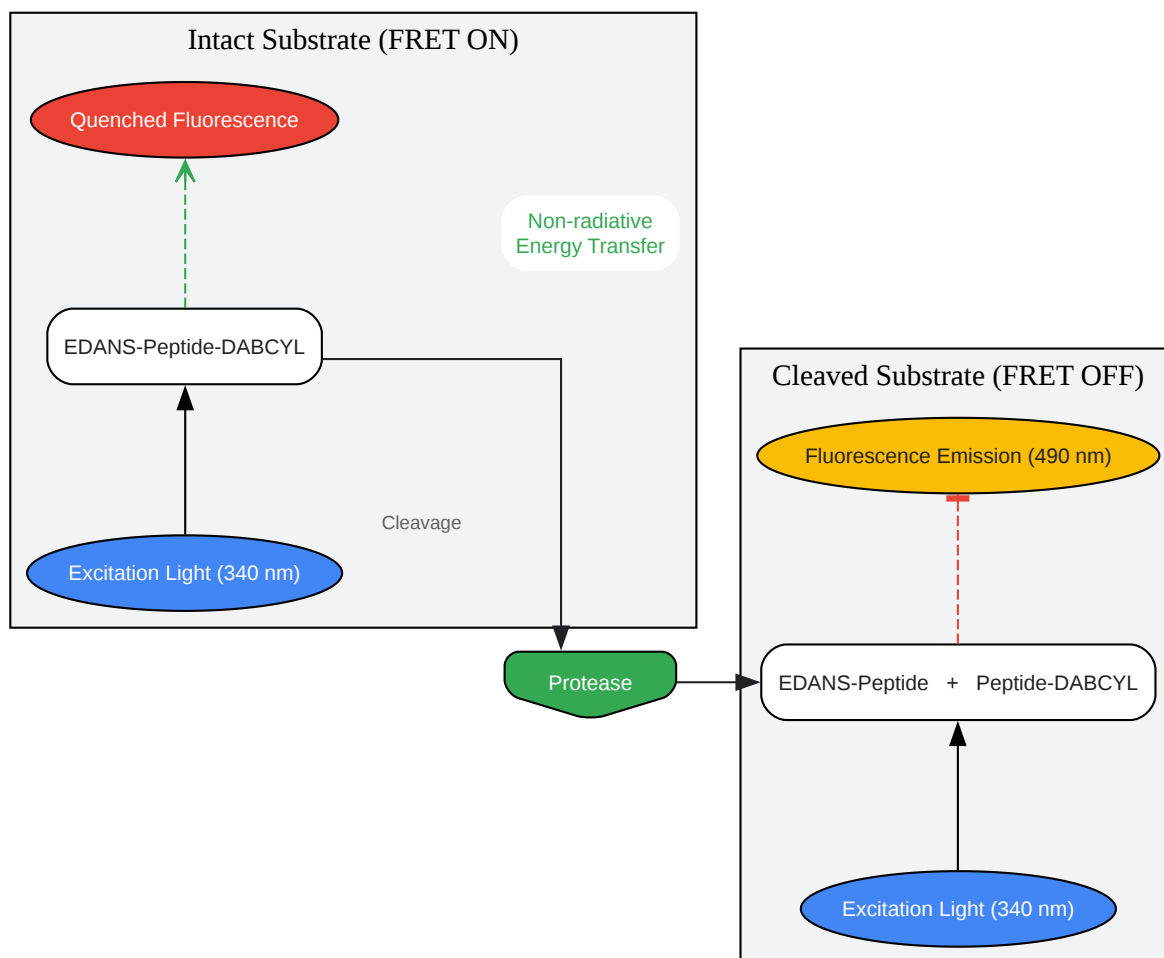 Intact Substrate (FRET ON)
Quenched Fluorescence
Non-radiative
Energy Transfer
EDANS-Peptide-DABCYL
Cleavage
Excitation Light (340 nm)
Protease
Cleaved Substrate (FRET OFF)
Fluorescence Emission (490 nm)
EDANS-Peptide + Peptide-DABCYL
Excitation Light (340 nm)